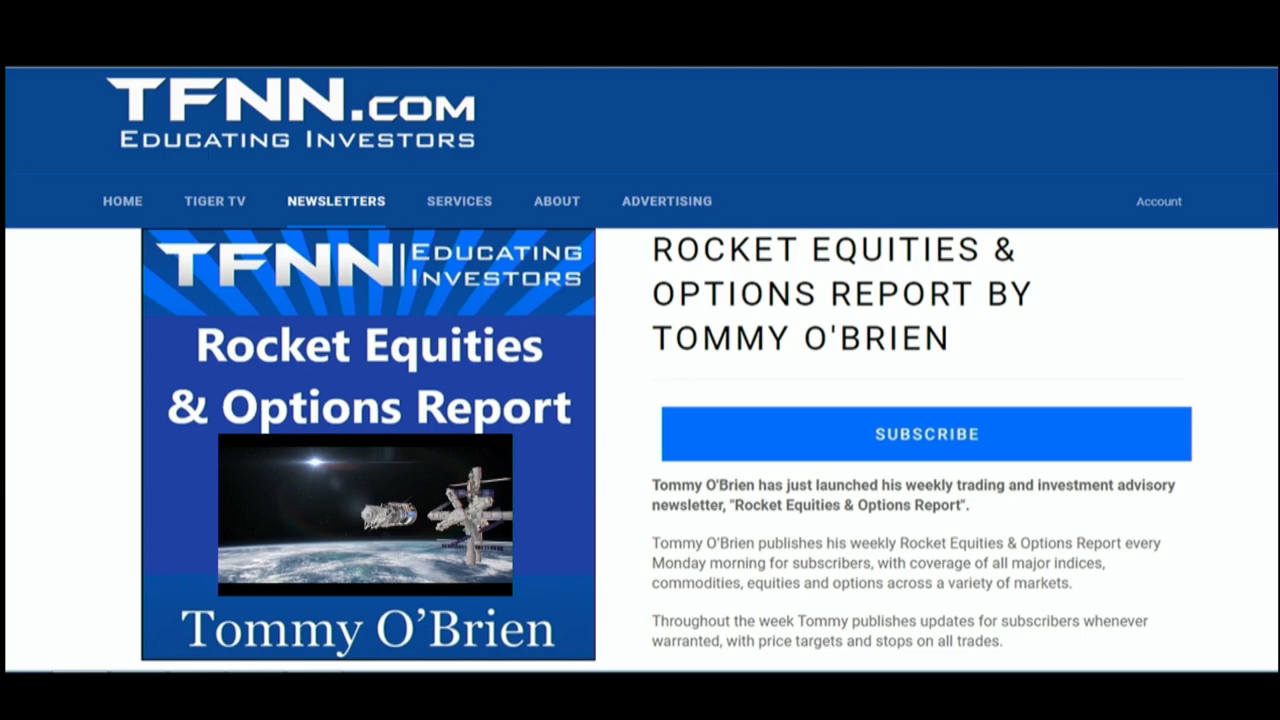 TFNN.COM
EDUCATING INVESTORS
HOME TIGER TV NEWSLETTERS SERVICES ABOUT ADVERTISING Account
TFNN EDUCATING INVESTORS
Rocket Equities
& Options Report
Tommy O’Brien
ROCKET EQUITIES &
OPTIONS REPORT BY
TOMMY O'BRIEN
SUBSCRIBE
Tommy O'Brien has just launched his weekly trading and investment advisory
newsletter, "Rocket Equities & Options Report".
Tommy O’Brien publishes his weekly Rocket Equities & Options Report every
Monday morning for subscribers, with coverage of all major indices,
commodities, equities and options across a variety of markets.
Throughout the week Tommy publishes updates for subscribers whenever
warranted, with price targets and stops on all trades.